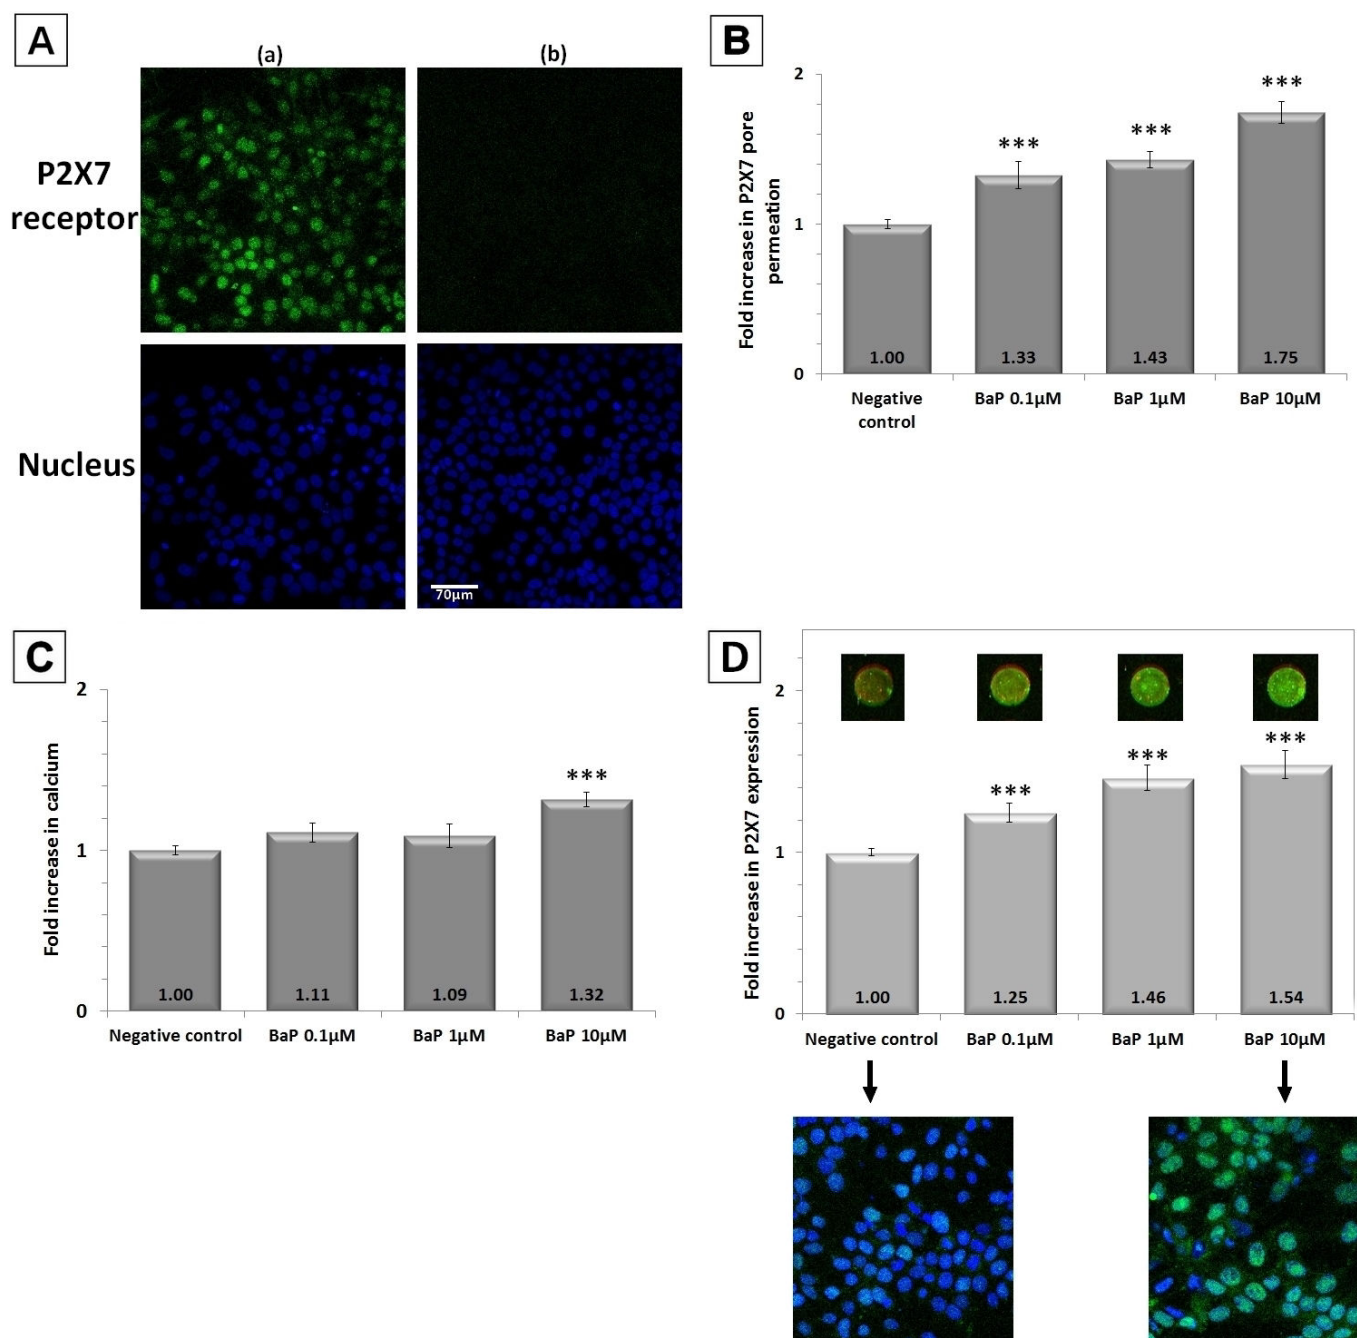 A
(a)
(b)
P2X7
receptor
Nucleus
70µm
B
Fold increase in P2X7 pore
permeation
2
1
0
***
***
***
1.00
1.33
1.43
1.75
Negative
control
BaP 0.1µM
BaP 1µM
BaP 10µM
C
Fold increase in calcium
2
1
0
***
1.00
1.11
1.09
1.32
Negative control
BaP 0.1µM
BaP 1µM
BaP 10µM
D
Fold increase in P2X7 expression
2
1
0
***
***
***
1.00
1.25
1.46
1.54
Negative control
BaP 0.1µM
BaP 1µM
BaP 10µM